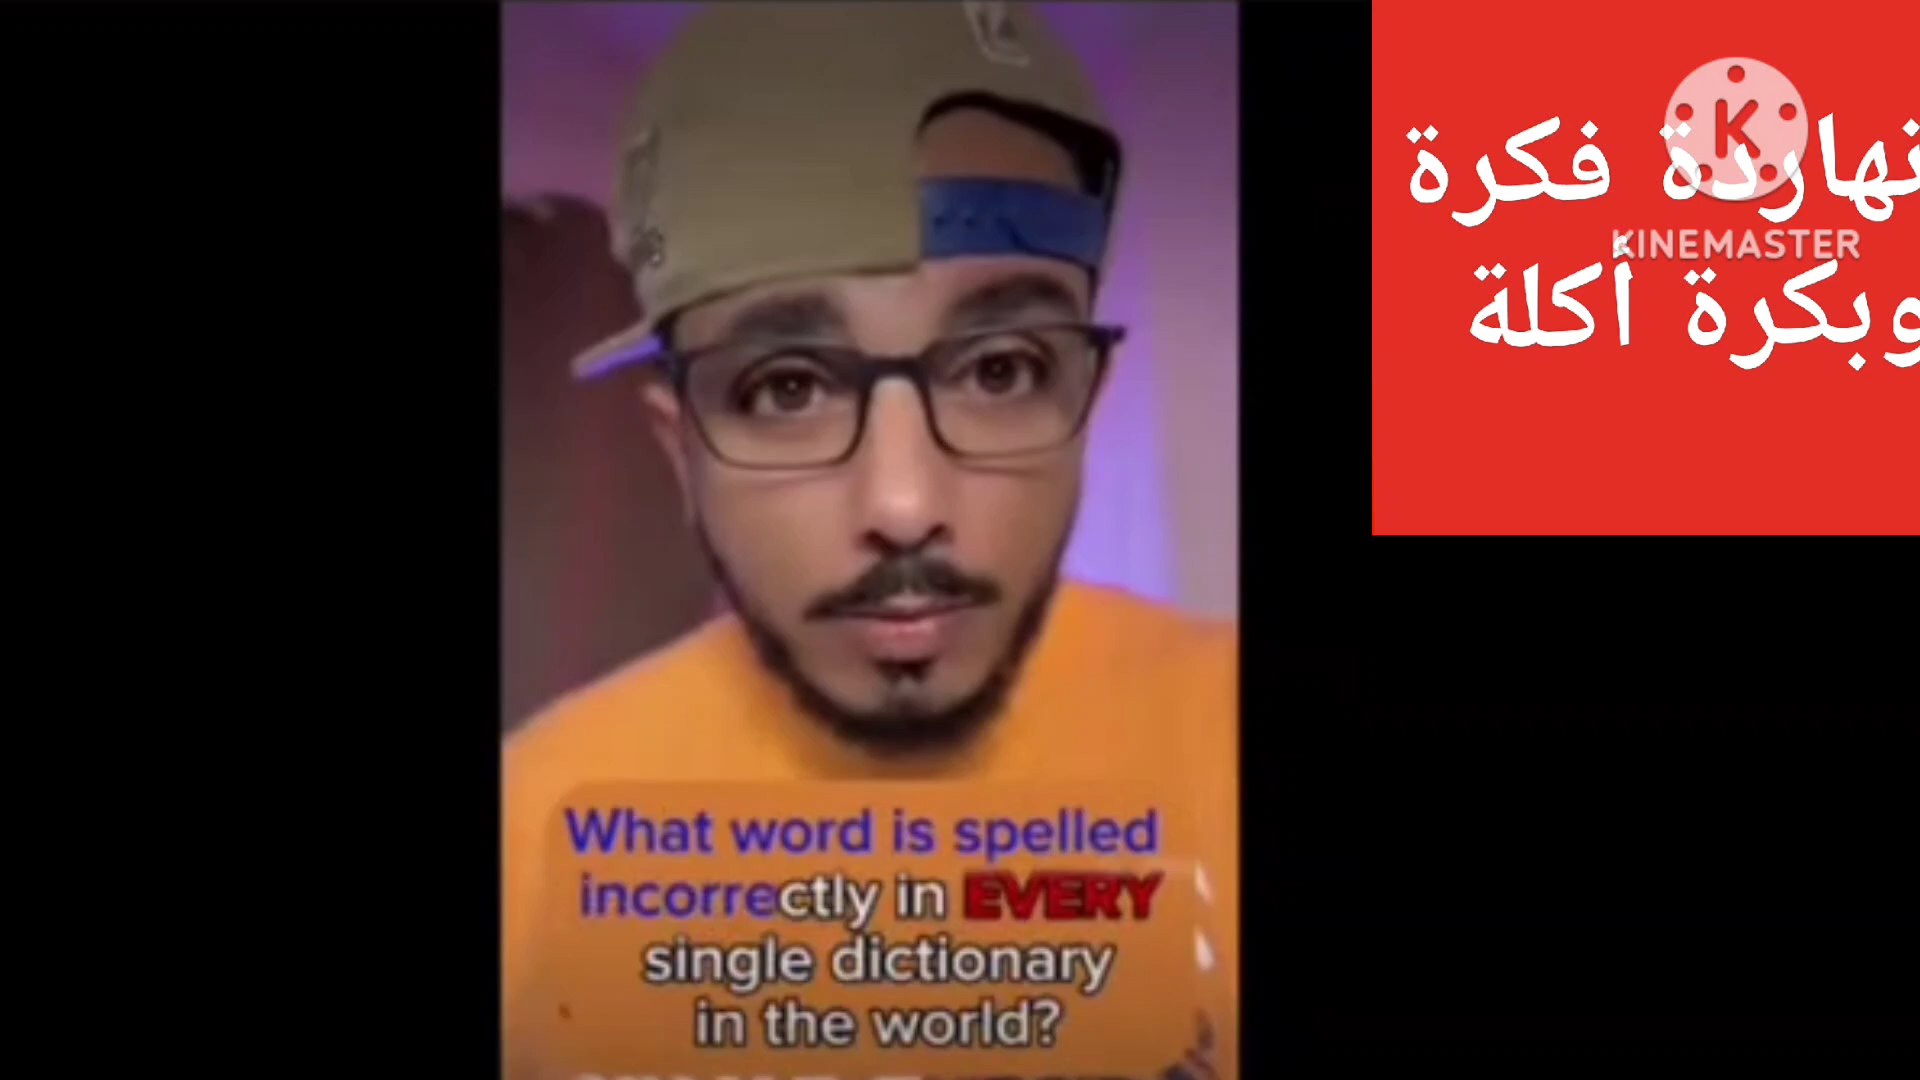 نهاردة فكرة
وبكرة أكلة
K
KINEMASTER
What word is spelled
incorrectly in EVERY
single dictionary
in the world?